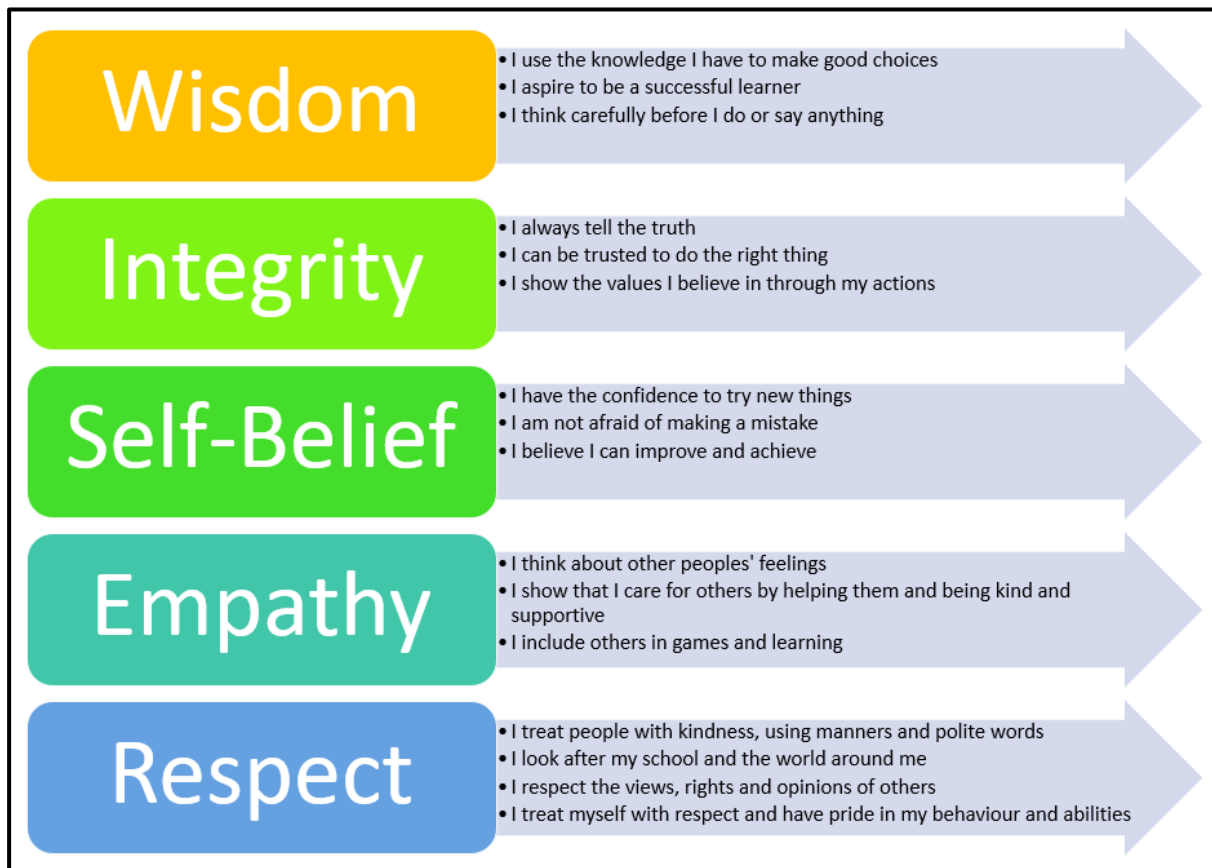 Wisdom
• I use the knowledge I have to make good choices
• I aspire to be a successful learner
• I think carefully before I do or say anything
Integrity
• I always tell the truth
• I can be trusted to do the right thing
• I show the values I believe in through my actions
Self-Belief
• I have the confidence to try new things
• I am not afraid of making a mistake
• I believe I can improve and achieve
Empathy
• I think about other peoples' feelings
• I show that I care for others by helping them and being kind and
supportive
• I include others in games and learning
Respect
• I treat people with kindness, using manners and polite words
• I look after my school and the world around me
• I respect the views, rights and opinions of others
• I treat myself with respect and have pride in my behaviour and abilities